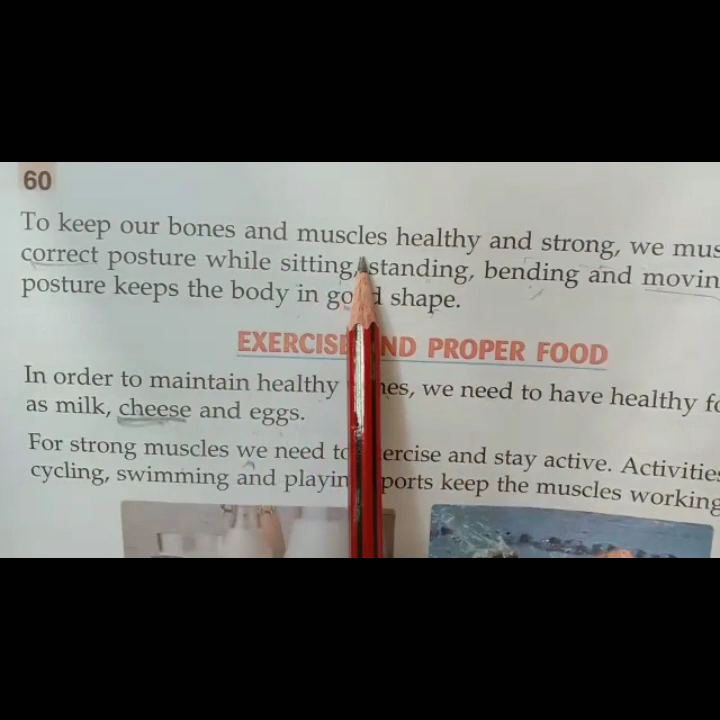 60
To keep our bones and muscles healthy and strong, we mus
correct posture while sitting, standing, bending and movin
posture keeps the body in shape.
EXERCISE ND PROPER FOOD
In order to maintain healthy nes, we need to have healthy fo
as milk, cheese and eggs.
For strong muscles we need to ercise and stay active. Activities
cycling, swimming and playin ports keep the muscles working